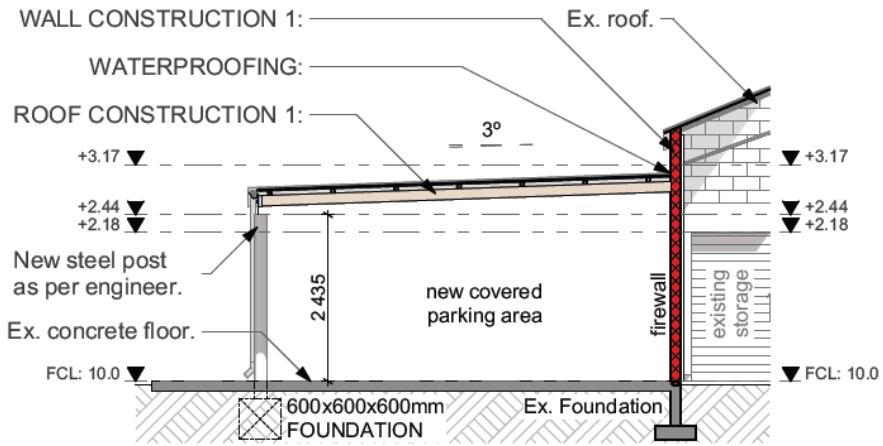 WALL CONSTRUCTION 1:
Ex. roof.
WATERPROOFING:
ROOF CONSTRUCTION 1:
3º
+3.17
+3.17
+2.44
+2.44
+2.18
+2.18
New steel post
as per engineer.
2 435
new covered
parking area
firewall
existing
storage
Ex. concrete floor.
FCL: 10.0
FCL: 10.0
600x600x600mm
FOUNDATION
Ex. Foundation